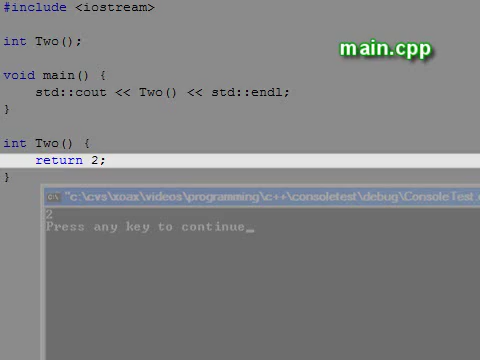 #include <iostream>
int Two();
main.cpp
void main() {
std::cout << Two() << std::endl;
}
int Two() {
return 2;
}
"c:\cvs\xoax\videos\programming\c++\consoletest\debug\ConsoleTest.
2
Press any key to continue_